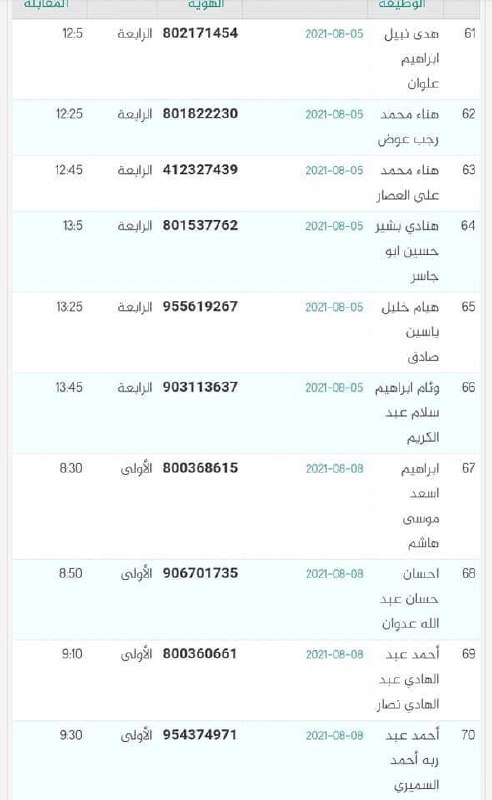 الوظيفة الهوية المقابلة
61 هدى نبيل 2021-08-05 802171454 الرابعة 12:5
ابراهيم
علوان
62 هناء محمد 2021-08-05 801822230 الرابعة 12:25
رجب عوض
63 هناء محمد 2021-08-05 412327439 الرابعة 12:45
علي العصار
64 هنادي بشير 2021-08-05 801537762 الرابعة 13:5
حسين ابو
جاسر
65 هيام خليل 2021-08-05 955619267 الرابعة 13:25
ياسين
صادق
66 وئام ابراهيم 2021-08-05 903113637 الرابعة 13:45
سلام عبد
الكريم
67 ابراهيم 2021-08-08 800368615 الأولى 8:30
اسعد
موسى
هاشم
68 احسان 2021-08-08 906701735 الأولى 8:50
حسان عبد
الله عدوان
69 أحمد عبد 2021-08-08 800360661 الأولى 9:10
الهادي عبد
الهادي نصار
70 أحمد عبد 2021-08-08 954374971 الأولى 9:30
ربه أحمد
السميري